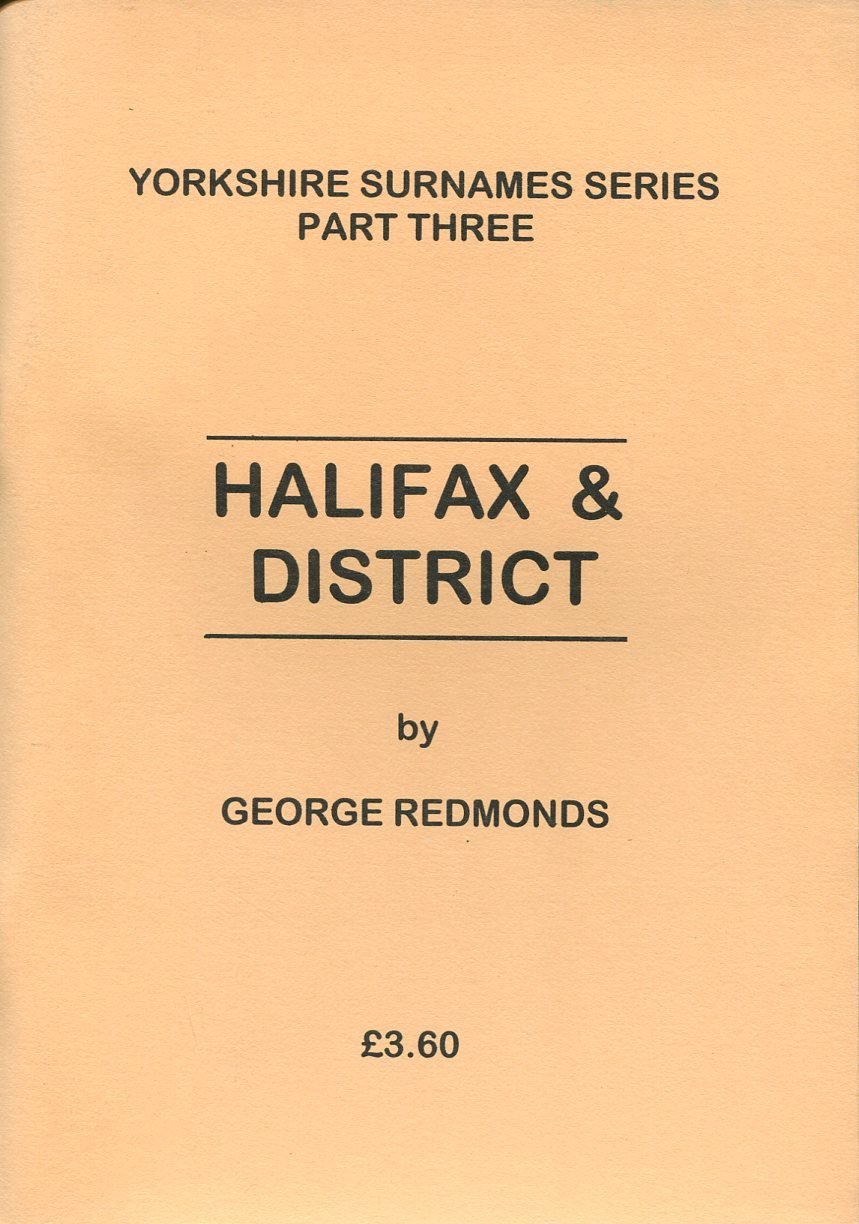 YORKSHIRE SURNAMES SERIES
PART THREE
HALIFAX &
DISTRICT
by
GEORGE REDMONDS
£3.60